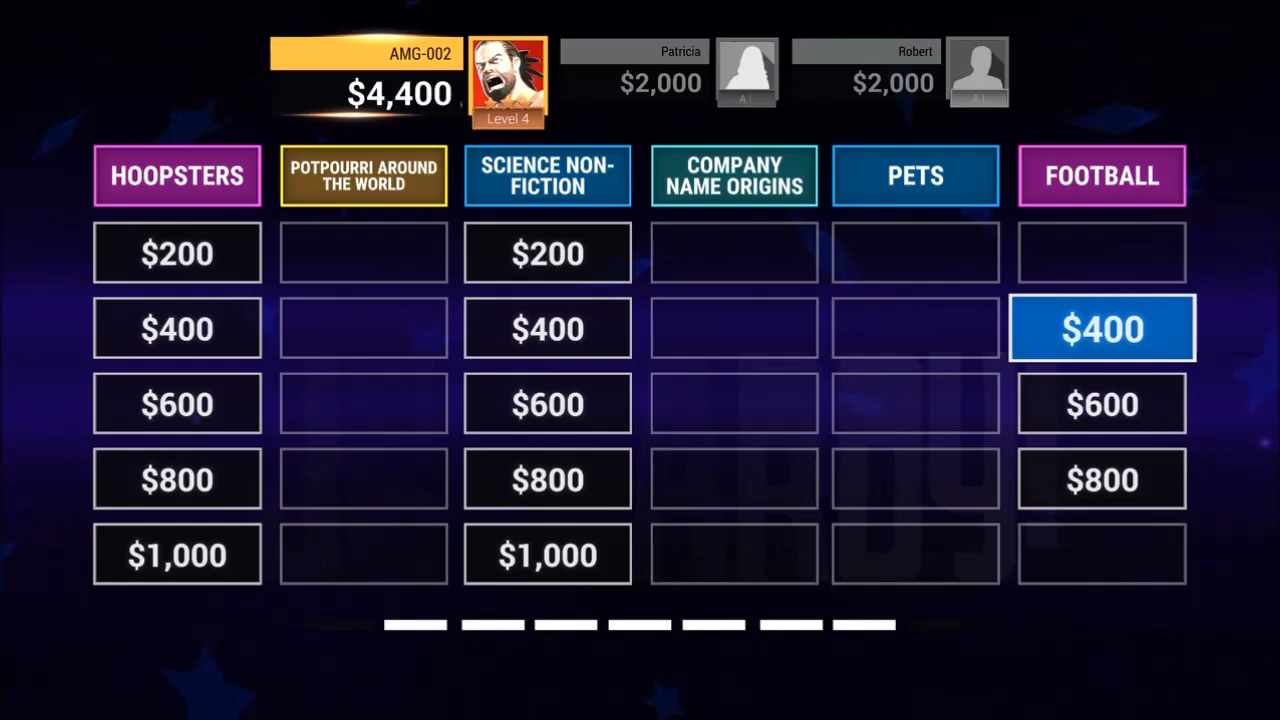 AMG-002
$4,400
Level 4
Patricia
$2,000
AI
Robert
$2,000
AI
HOOPSTERS
POTPOURRI AROUND
THE WORLD
SCIENCE NON-
FICTION
COMPANY
NAME ORIGINS
PETS
FOOTBALL
$200
$200
$400
$400
$400
$600
$600
$600
$800
$800
$800
$1,000
$1,000